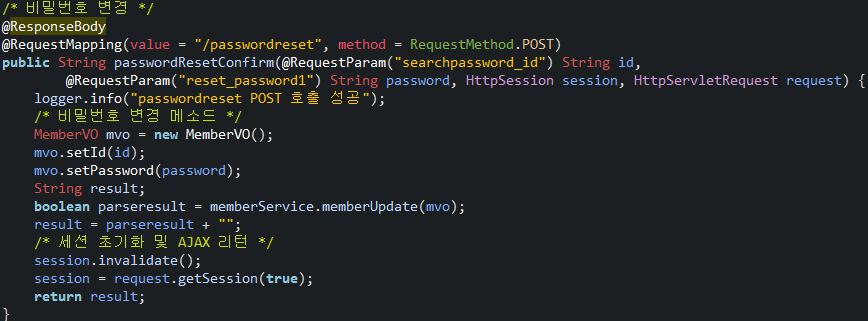 /* 비밀번호 변경 */
@ResponseBody
@RequestMapping(value = "/passwordreset", method = RequestMethod.POST)
public String passwordResetConfirm(@RequestParam("searchpassword_id") String id,
        @RequestParam("reset_password1") String password, HttpSession session, HttpServletRequest request) {
    logger.info("passwordreset POST 호출 성공");
    /* 비밀번호 변경 메소드 */
    MemberVO mvo = new MemberVO();
    mvo.setId(id);
    mvo.setPassword(password);
    String result;
    boolean parseresult = memberService.memberUpdate(mvo);
    result = parseresult + "";
    /* 세션 초기화 및 AJAX 리턴 */
    session.invalidate();
    session = request.getSession(true);
    return result;
}